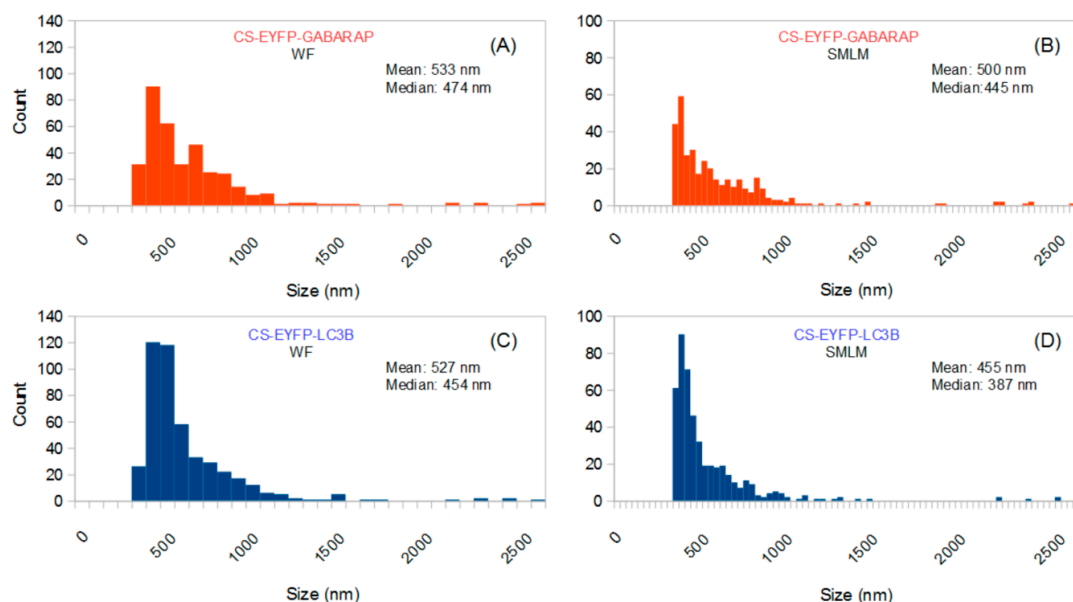 CS-EYFP-GABARAP
WF
(A)
Mean: 533 nm
Median: 474 nm
Count
140
120
100
80
60
40
20
0
0
500
1000
1500
2000
2500
Size (nm)
CS-EYFP-GABARAP
SMLM
(B)
Mean: 500 nm
Median:445 nm
100
80
60
40
20
0
0
500
1000
1500
2000
2500
Size (nm)
CS-EYFP-LC3B
WF
(C)
Mean: 527 nm
Median: 454 nm
Count
140
120
100
80
60
40
20
0
0
500
1000
1500
2000
2500
Size (nm)
CS-EYFP-LC3B
SMLM
(D)
Mean: 455 nm
Median: 387 nm
100
80
60
40
20
0
0
500
1000
1500
2000
2500
Size (nm)